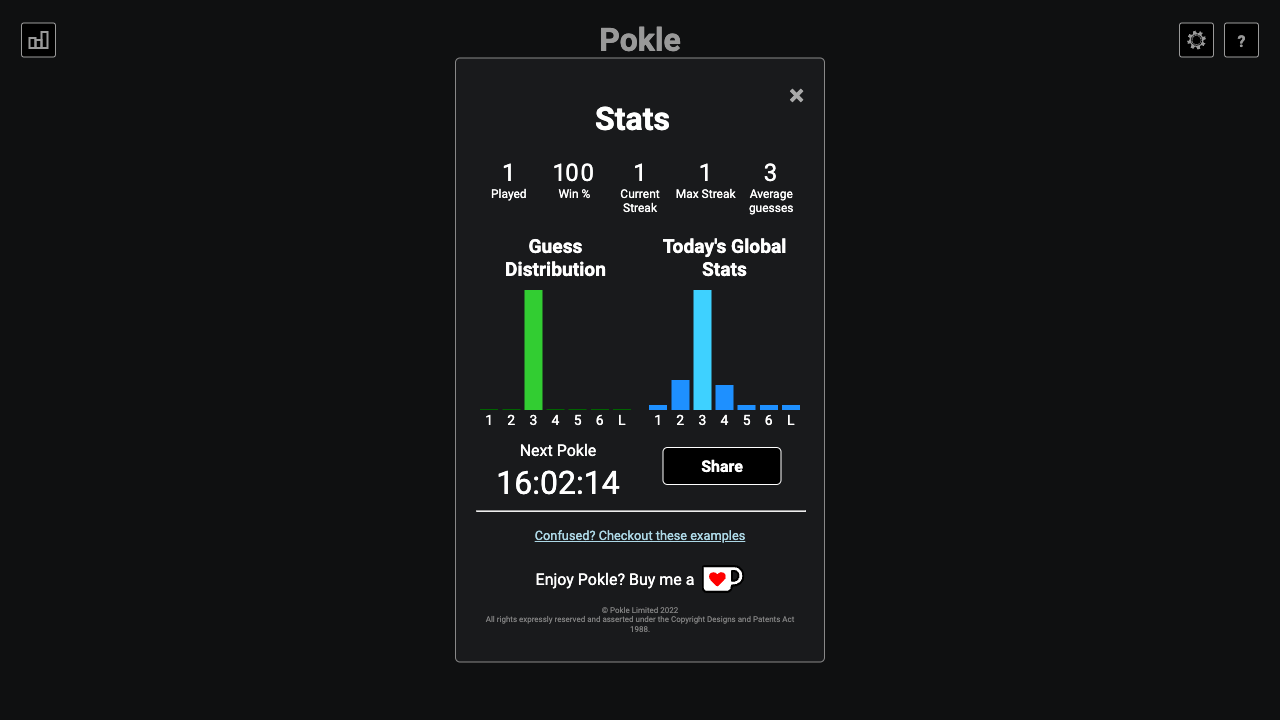 Pokle
?
Stats
1
Played
100
Win %
1
Current
Streak
1
Max Streak
3
Average
guesses
Guess
Distribution
1 2 3 4 5 6 L
Today's Global
Stats
1 2 3 4 5 6 L
Next Pokle
16:02:14
Share
Confused? Checkout these examples
Enjoy Pokle? Buy me a
© Pokle Limited 2022
All rights expressly reserved and asserted under the Copyright Designs and Patents Act
1988.